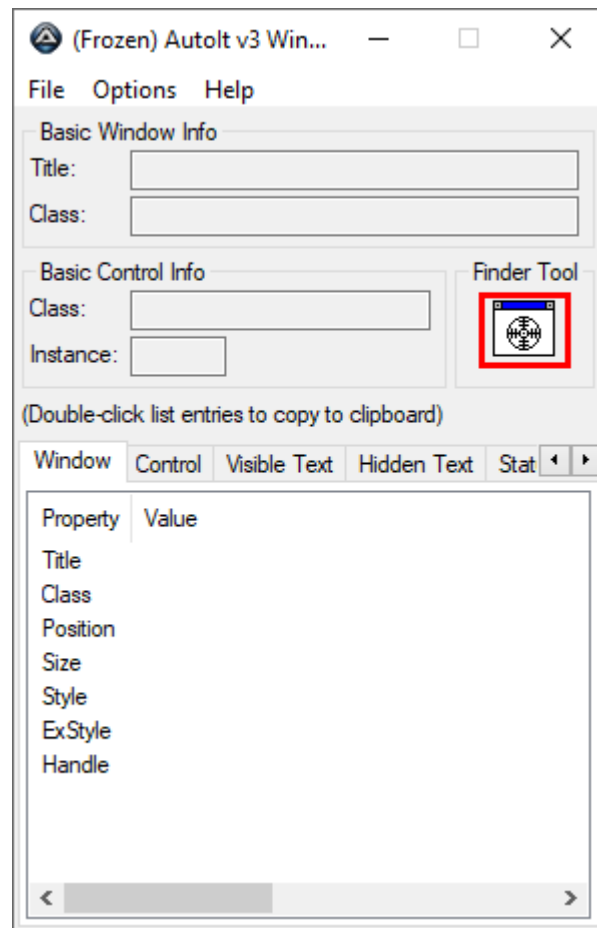 (Frozen) AutoIt v3 Win...
File Options Help
Basic Window Info
Title:
Class:
Basic Control Info
Finder Tool
Class:
Instance:
(Double-click list entries to copy to clipboard)
Window Control Visible Text Hidden Text Stat
Property Value
Title
Class
Position
Size
Style
ExStyle
Handle